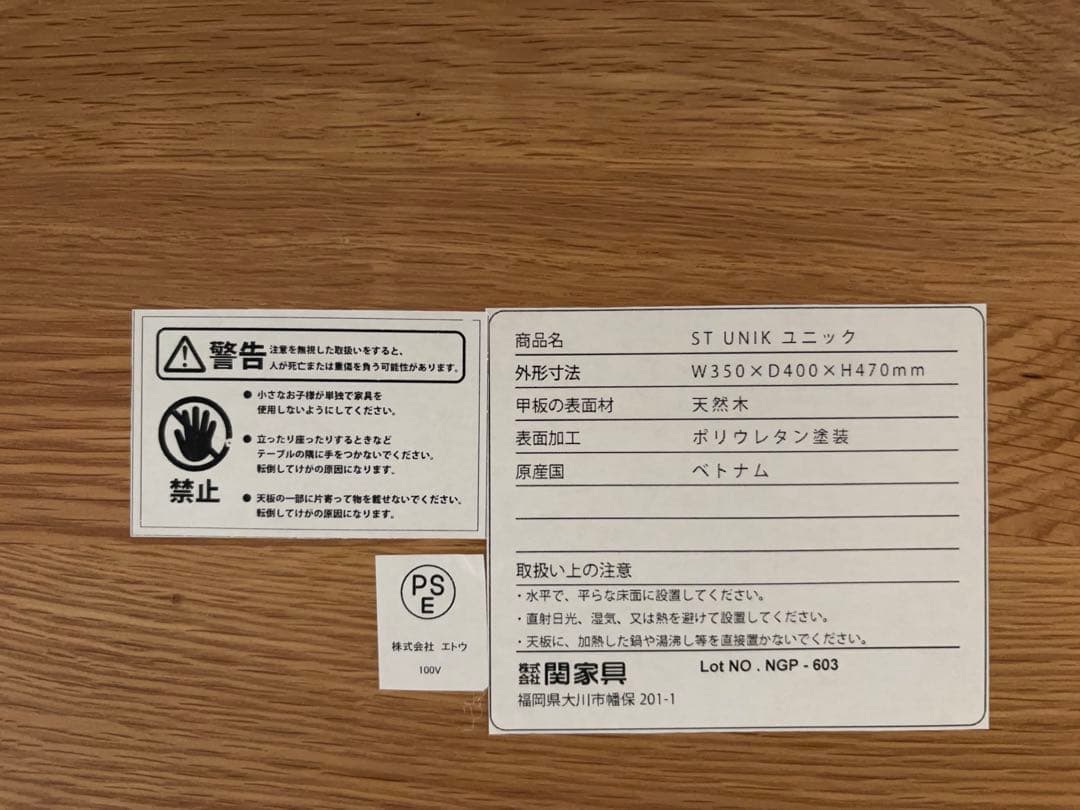 警告 注意を無視した取扱いをすると、
人が死亡または重傷を負う可能性があります。
禁止
● 小さなお子様が単独で家具を
使用しないようにしてください。
● 立ったり座ったりするときなど
テーブルの隅に手をつかないでください。
転倒してけがの原因になります。
● 天板の一部に片寄って物を載せないでください。
転倒してけがの原因になります。
PS
E
株式会社 エトウ
100V
商品名 ST UNIK ユニック
外形寸法 W350×D400×H470mm
甲板の表面材 天然木
表面加工 ポリウレタン塗装
原産国 ベトナム
取扱い上の注意
・水平で、平らな床面に設置してください。
・直射日光、湿気、又は熱を避けて設置してください。
・天板に、加熱した鍋や湯沸し等を直接置かないでください。
株式会社 関家具 Lot NO . NGP - 603
福岡県大川市幡保 201-1